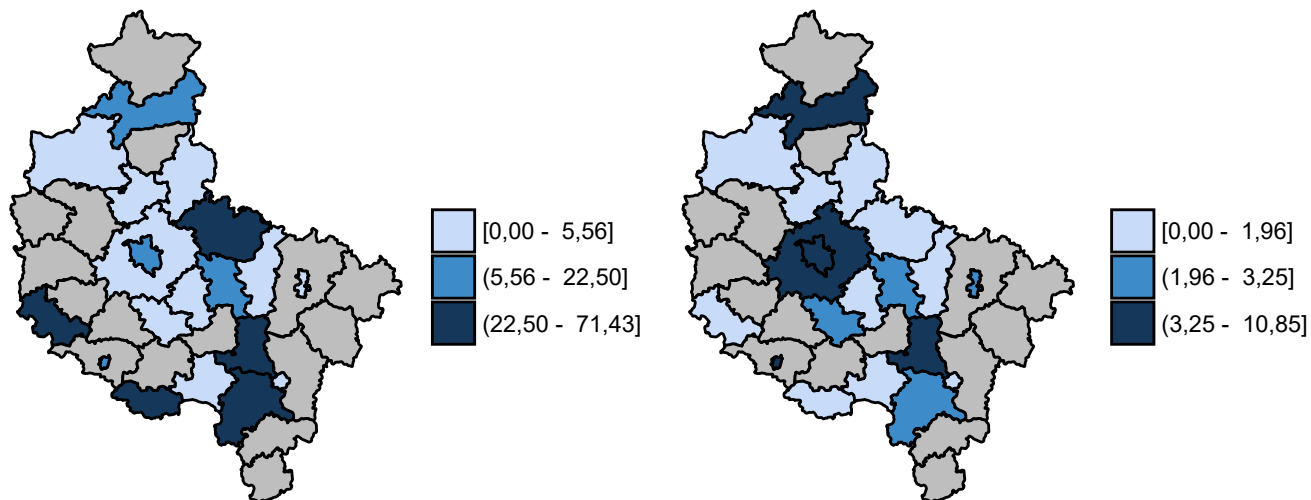 [0,00 -  5,56]
(5,56 -  22,50]
(22,50 -  71,43]
[0,00 -  1,96]
(1,96 -  3,25]
(3,25 - 10,85]